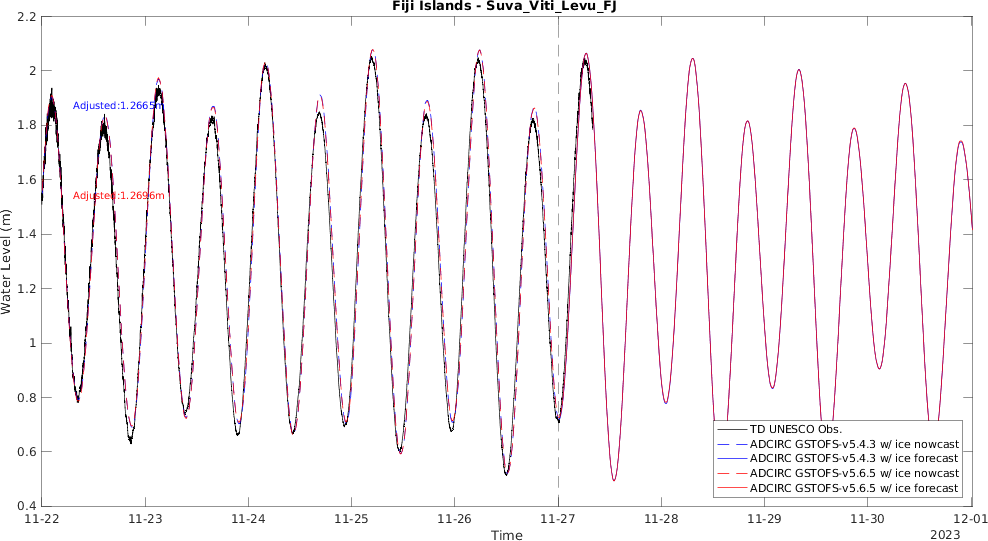 Fiji Islands - Suva_Viti_Levu_FJ
2.2
2
1.8
1.6
1.4
1.2
1
0.8
0.6
0.4
Water Level (m)
Adjusted:1.2665m
Adjusted:1.2696m
TD UNESCO Obs.
ADCIRC GSTOFS-v5.4.3 w/ ice nowcast
ADCIRC GSTOFS-v5.4.3 w/ ice forecast
ADCIRC GSTOFS-v5.6.5 w/ ice nowcast
ADCIRC GSTOFS-v5.6.5 w/ ice forecast
11-22 11-23 11-24 11-25 11-26 11-27 11-28 11-29 11-30 12-01
Time
2023